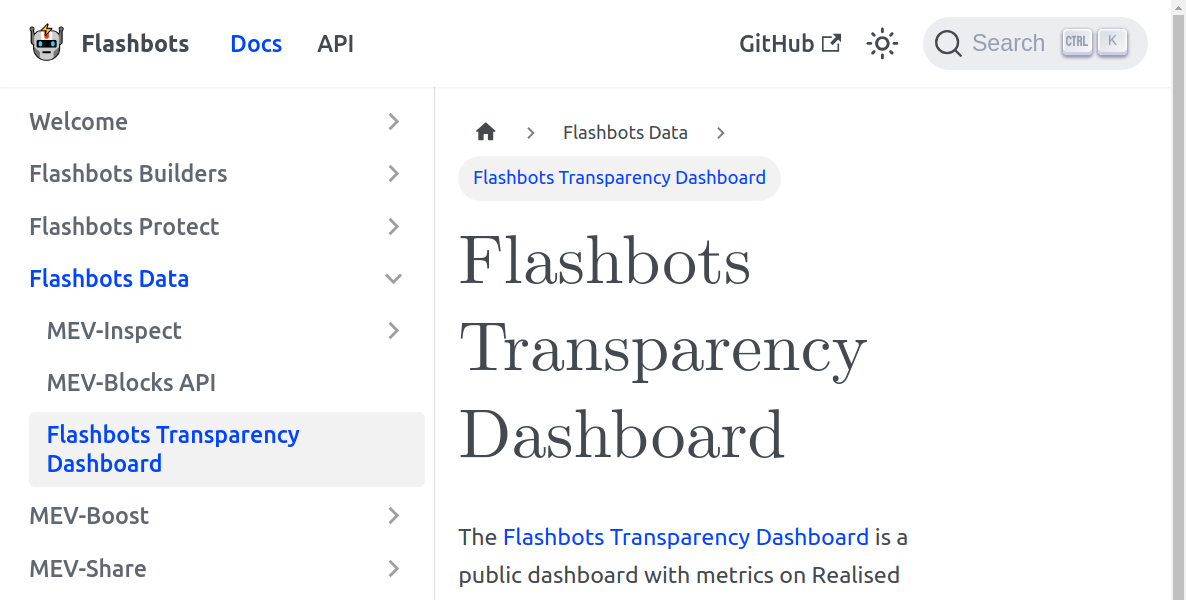 Flashbots
Docs
API
GitHub
Search
CTRL
K
Welcome
Flashbots Builders
Flashbots Protect
Flashbots Data
MEV-Inspect
MEV-Blocks API
Flashbots Transparency
Dashboard
MEV-Boost
MEV-Share
Flashbots Data
Flashbots Transparency Dashboard
Flashbots
Transparency
Dashboard
The Flashbots Transparency Dashboard is a
public dashboard with metrics on Realised